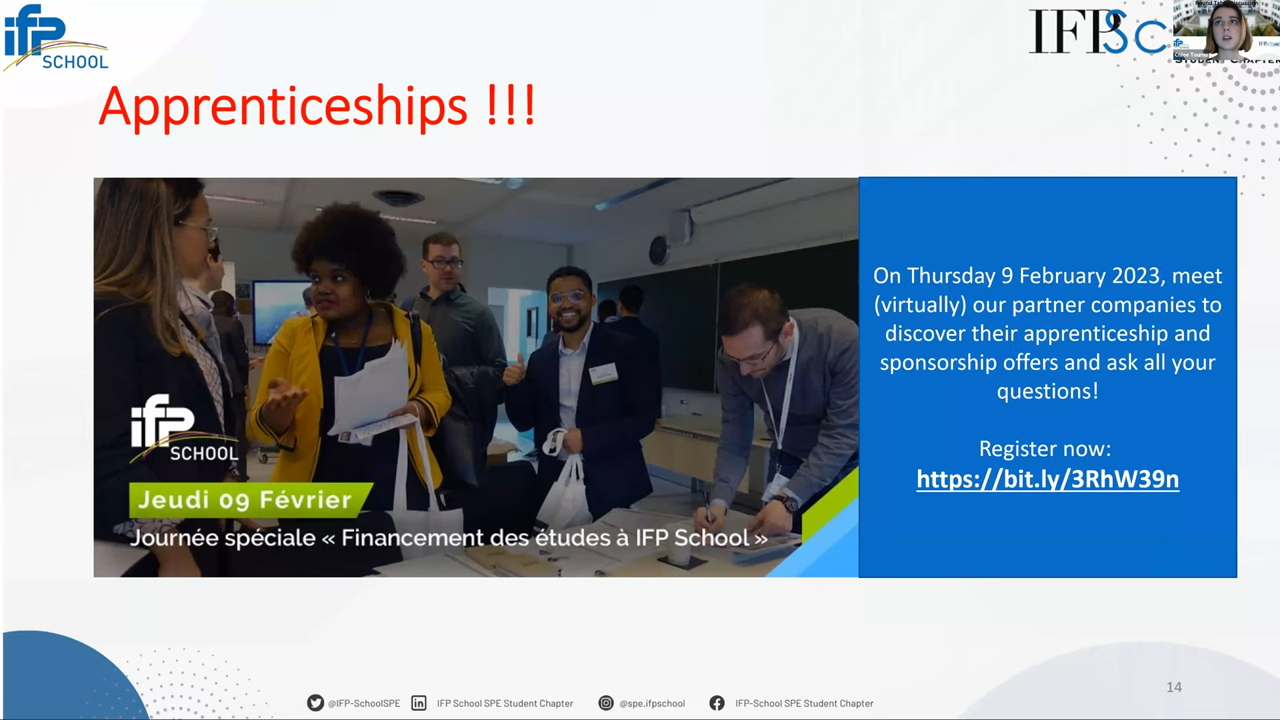 ifp
SCHOOL
IFP Sc
Apprenticeships !!!
ifp
SCHOOL
Jeudi 09 Février
Journée spéciale « Financement des études à IFP School »
On Thursday 9 February 2023, meet
(virtually) our partner companies to
discover their apprenticeship and
sponsorship offers and ask all your
questions!
Register now:
https://bit.ly/3RhW39n
14
@IFP-SchoolSPE
IFP School SPE Student Chapter
@spe.ifpschool
IFP-School SPE Student Chapter